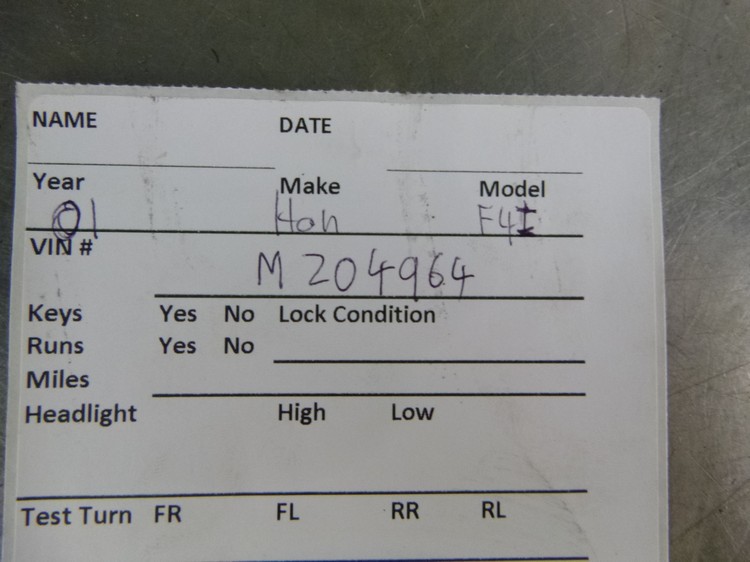 NAME DATE
Year Make Model
01 Hon F4I
VIN # M204964
Keys Yes No Lock Condition
Runs Yes No
Miles
Headlight High Low
Test Turn FR FL RR RL